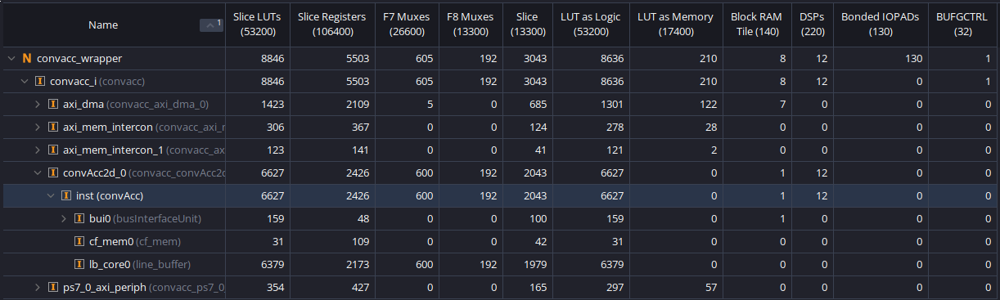 Name 1 Slice LUTs (53200) Slice Registers (106400) F7 Muxes (26600) F8 Muxes (13300) Slice (13300) LUT as Logic (53200) LUT as Memory (17400) Block RAM Tile (140) DSPs (220) Bonded IOPADs (130) BUFGCTRL (32)
N convacc_wrapper 8846 5503 605 192 3043 8636 210 8 12 130 1
I convacc_i (convacc) 8846 5503 605 192 3043 8636 210 8 12 0 1
I axi_dma (convacc_axi_dma_0) 1423 2109 5 0 685 1301 122 7 0 0 0
I axi_mem_intercon (convacc_axi_r 306 367 0 0 124 278 28 0 0 0 0
I axi_mem_intercon_1 (convacc_ax 123 141 0 0 41 121 2 0 0 0 0
I convAcc2d_0 (convacc_convAcc2d 6627 2426 600 192 2043 6627 0 1 12 0 0
I inst (convAcc) 6627 2426 600 192 2043 6627 0 1 12 0 0
I bui0 (busInterfaceUnit) 159 48 0 0 100 159 0 1 0 0 0
I cf_mem0 (cf_mem) 31 109 0 0 42 31 0 0 0 0 0
I lb_core0 (line_buffer) 6379 2173 600 192 1979 6379 0 0 12 0 0
I ps7_0_axi_periph (convacc_ps7_0_ 354 427 0 0 165 297 57 0 0 0 0